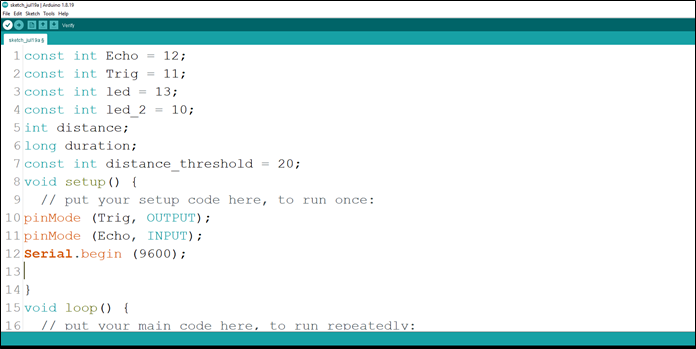 sketch_jul19a | Arduino 1.8.19
File Edit Sketch Tools Help
Verify
sketch_jul19a §
1 const int Echo = 12;
2 const int Trig = 11;
3 const int led = 13;
4 const int led_2 = 10;
5 int distance;
6 long duration;
7 const int distance_threshold = 20;
8 void setup() {
9 // put your setup code here, to run once:
10 pinMode (Trig, OUTPUT);
11 pinMode (Echo, INPUT);
12 Serial.begin (9600);
13
14 }
15 void loop() {
16 // put your main code here, to run repeatedly: